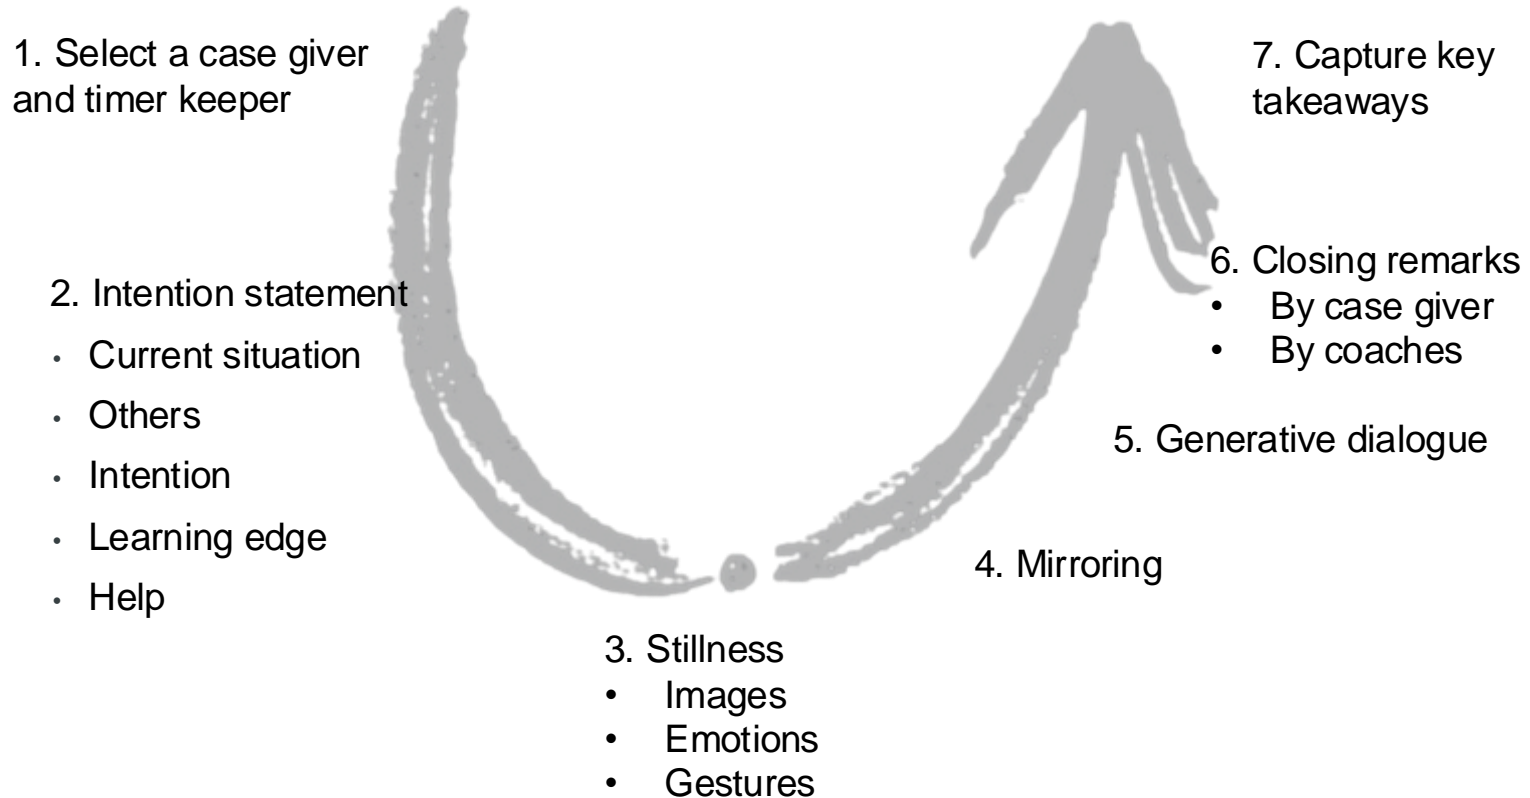 1. Select a case giver
and timer keeper
2. Intention statement
• Current situation
• Others
• Intention
• Learning edge
• Help
3. Stillness
• Images
• Emotions
• Gestures
4. Mirroring
5. Generative dialogue
6. Closing remarks
• By case giver
• By coaches
7. Capture key
takeaways